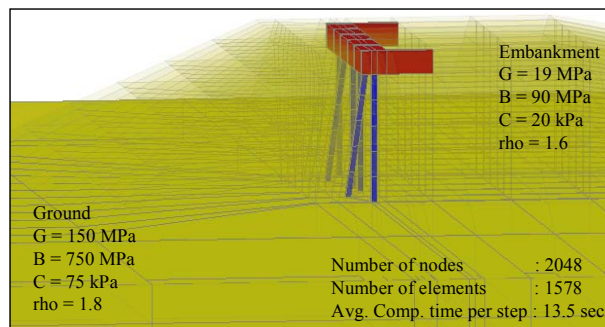 Embankment
G = 19 MPa
B = 90 MPa
C = 20 kPa
rho = 1.6
Ground
G = 150 MPa
B = 750 MPa
C = 75 kPa
rho = 1.8
Number of nodes : 2048
Number of elements : 1578
Avg. Comp. time per step : 13.5 sec